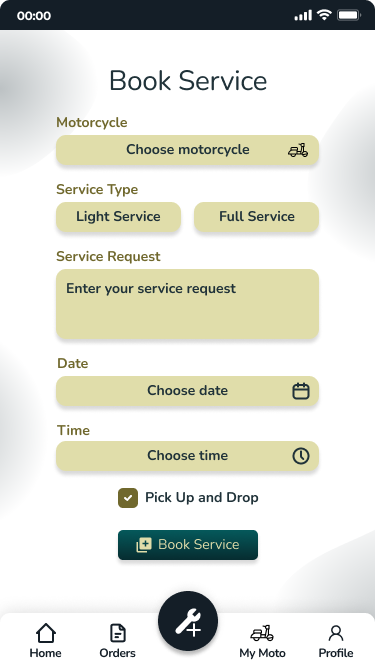 00:00
Book Service
Motorcycle
Choose motorcycle
Service Type
Light Service Full Service
Service Request
Enter your service request
Date
Choose date
Time
Choose time
Pick Up and Drop
Book Service
Home Orders My Moto Profile